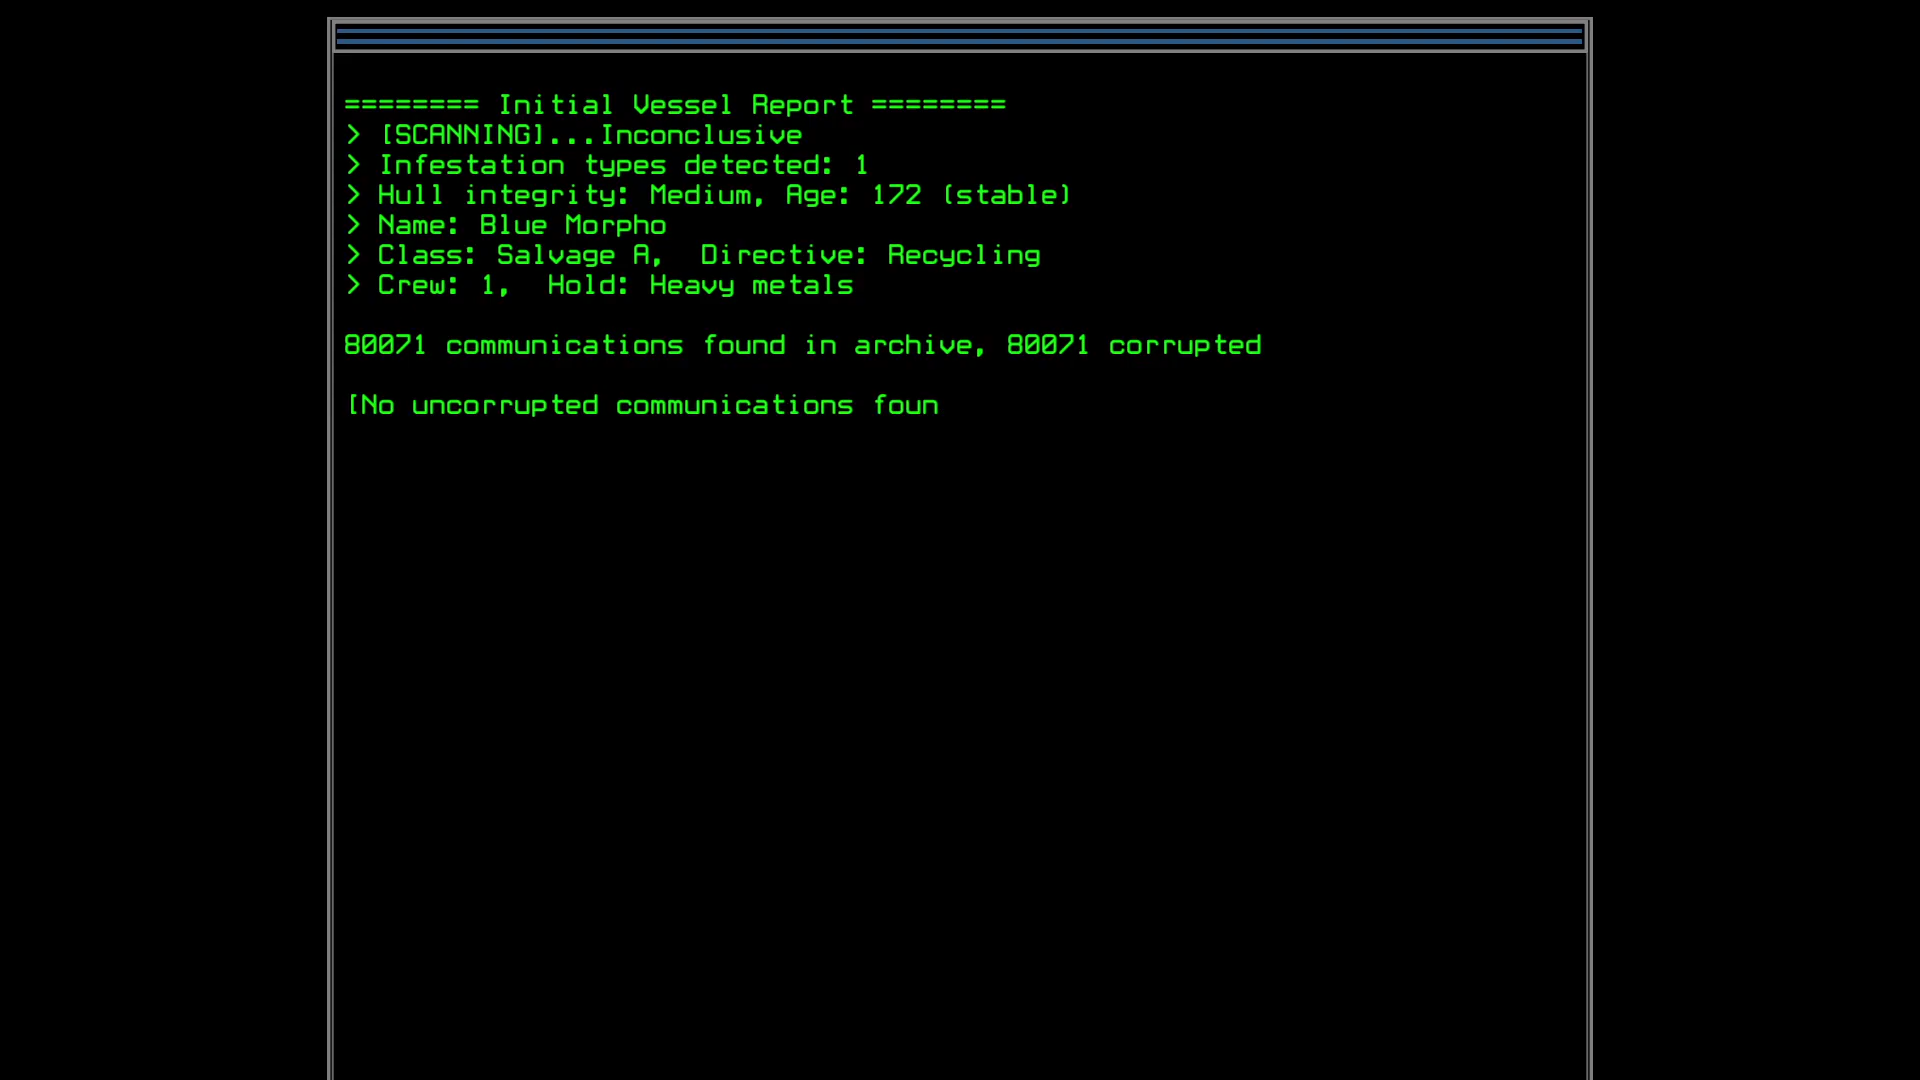 ======== Initial Vessel Report ========
> [SCANNING]...Inconclusive
> Infestation types detected: 1
> Hull integrity: Medium, Age: 172 (stable)
> Name: Blue Morpho
> Class: Salvage A,  Directive: Recycling
> Crew: 1,  Hold: Heavy metals
80071 communications found in archive, 80071 corrupted
[No uncorrupted communications foun